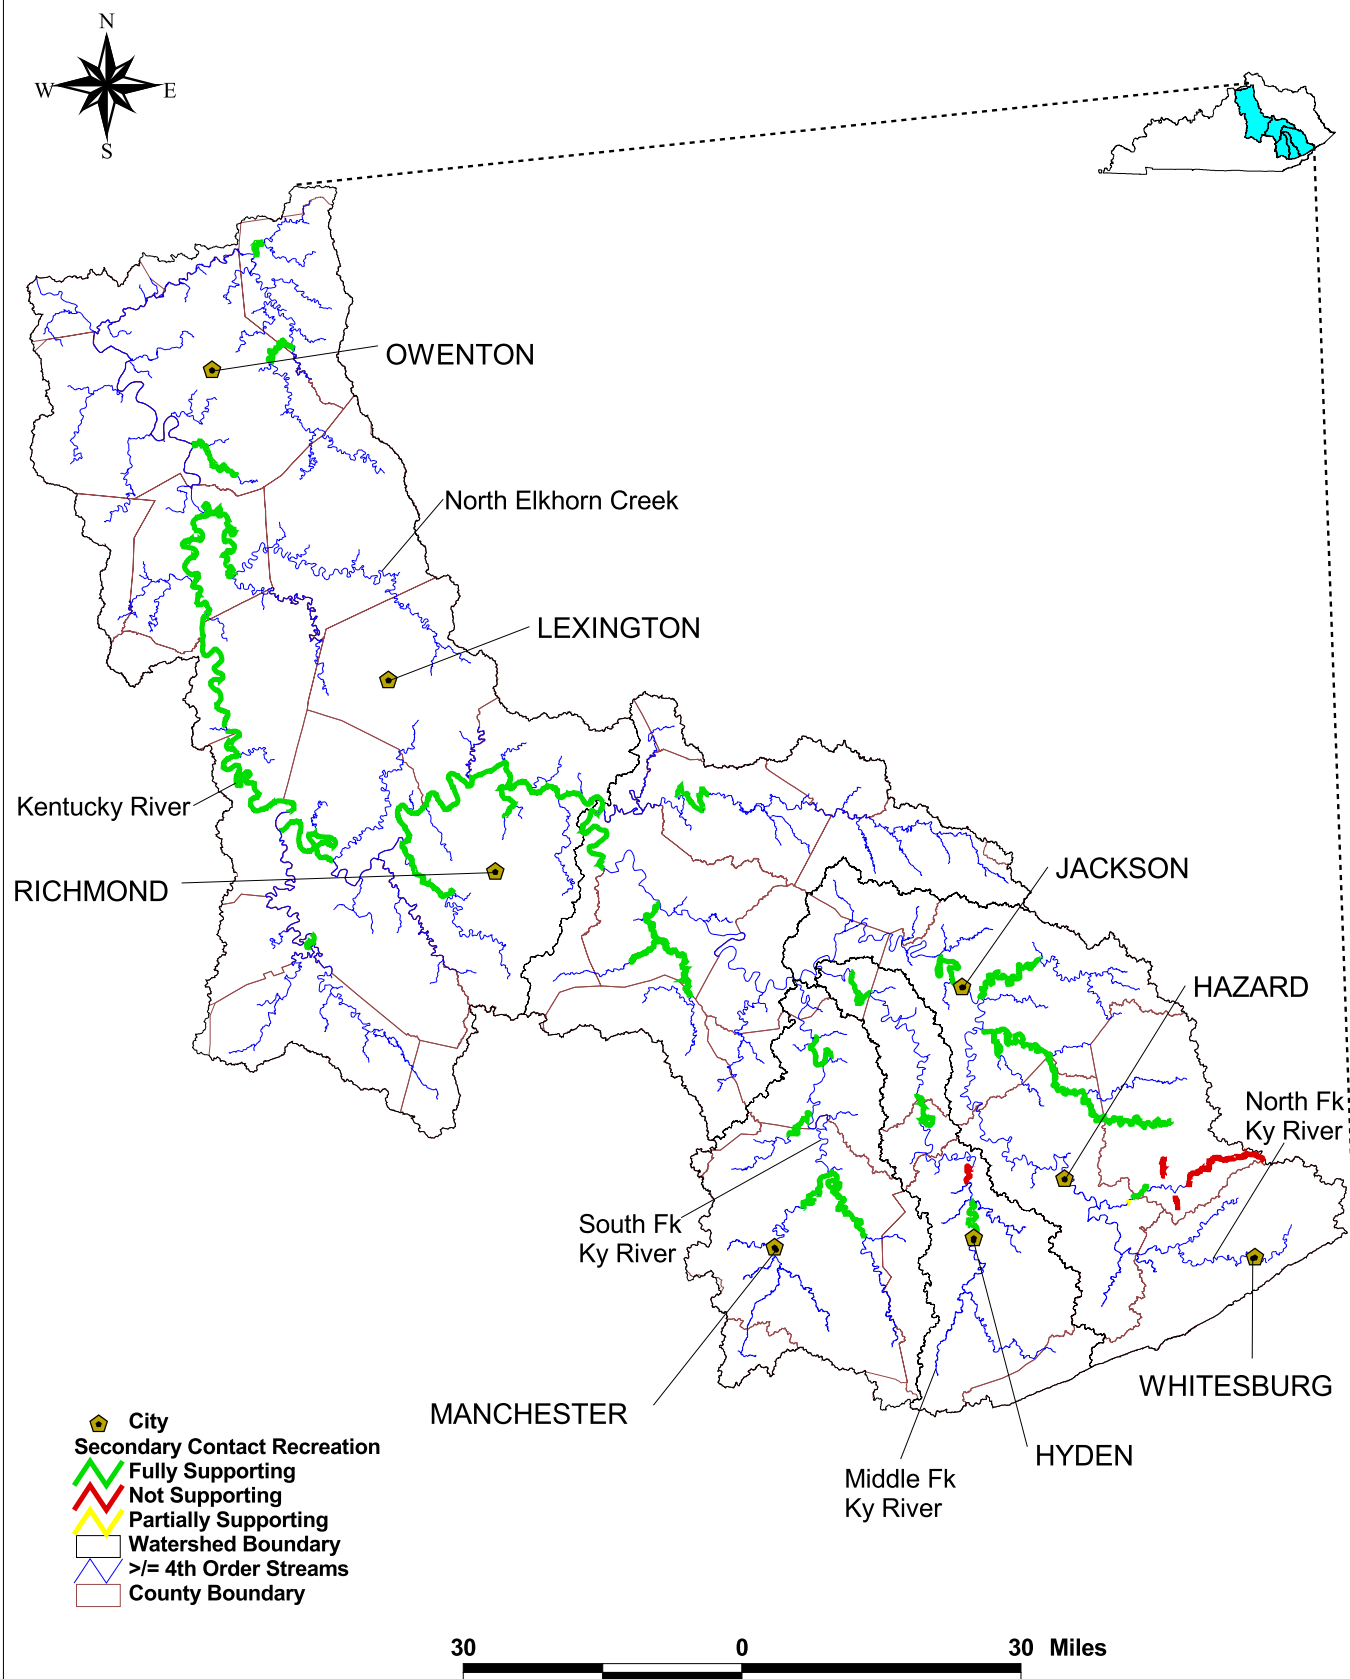 N
W E
S
OWENTON
North Elkhorn Creek
LEXINGTON
Kentucky River
RICHMOND
JACKSON
HAZARD
North Fk
Ky River
South Fk
Ky River
WHITESBURG
MANCHESTER
HYDEN
Middle Fk
Ky River
City
Secondary Contact Recreation
Fully Supporting
Not Supporting
Partially Supporting
Watershed Boundary
>/= 4th Order Streams
County Boundary
30 0 30 Miles